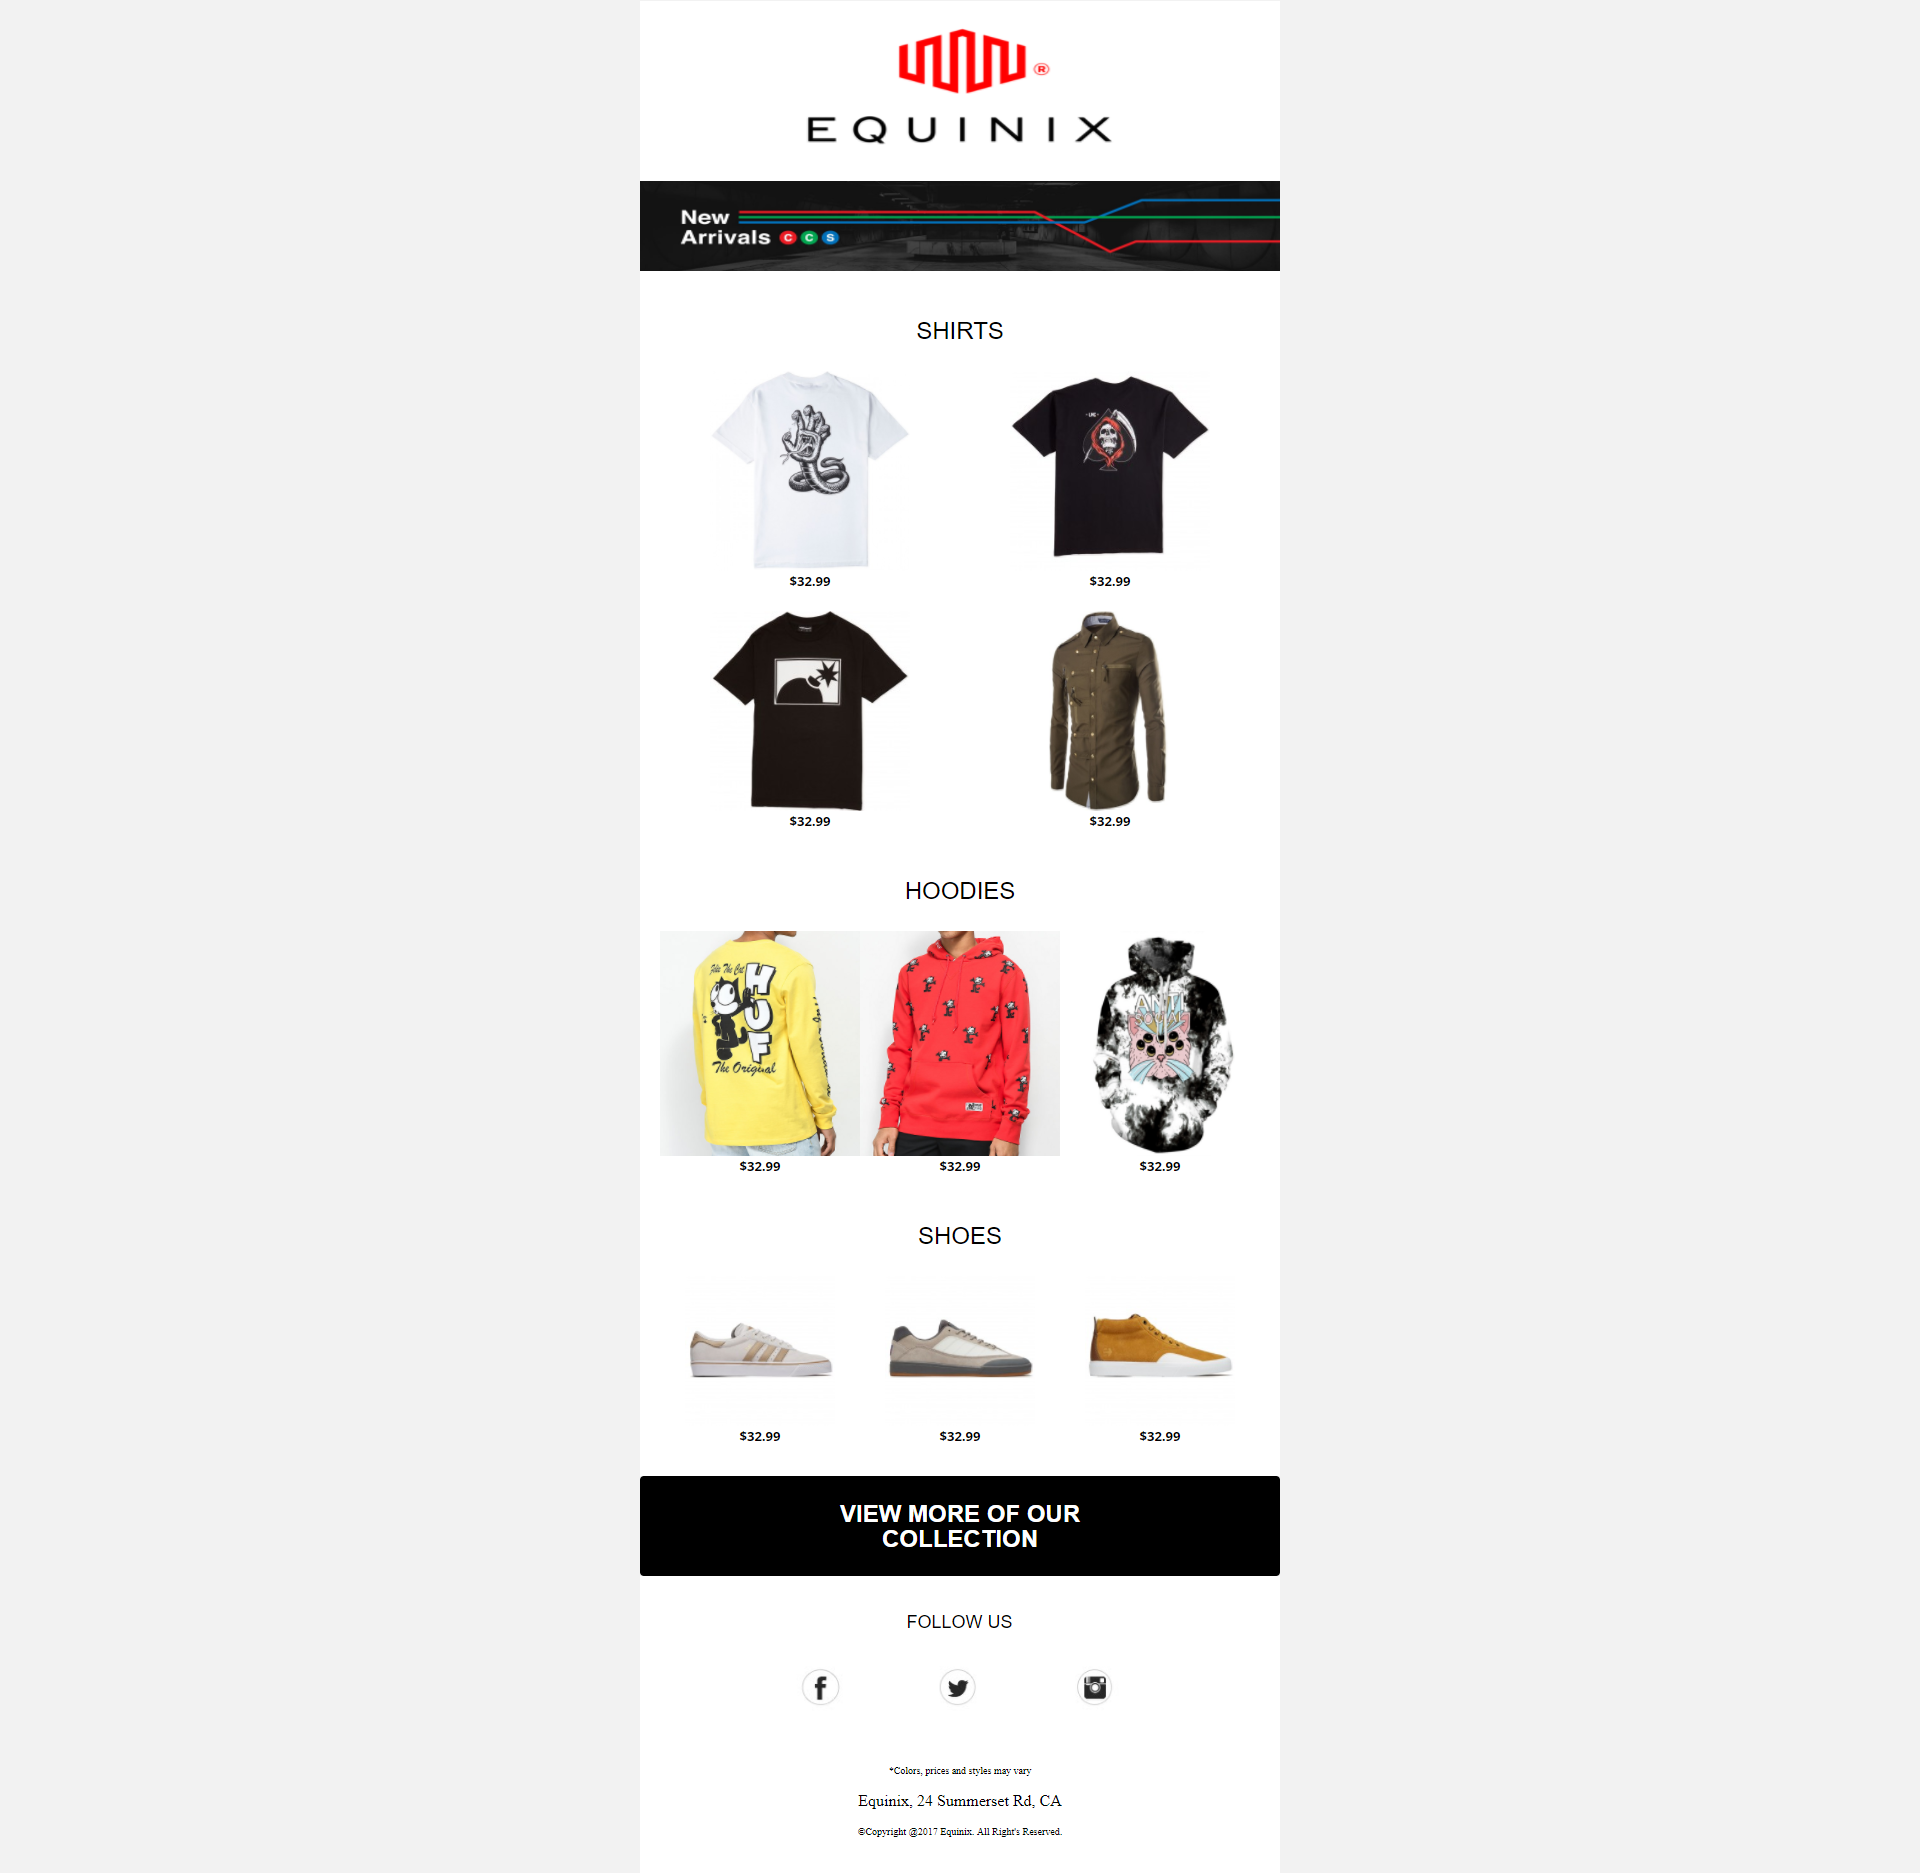 ®
EQUINIX
New
Arrivals C C S
SHIRTS
LRG
$32.99
$32.99
$32.99
$32.99
HOODIES
Felix The Cat
HUF
The Original
ANTI
SOCIAL
$32.99
$32.99
$32.99
SHOES
$32.99
$32.99
$32.99
VIEW MORE OF OUR
COLLECTION
FOLLOW US
*Colors, prices and styles may vary
Equinix, 24 Summerset Rd, CA
©Copyright @2017 Equinix. All Right's Reserved.